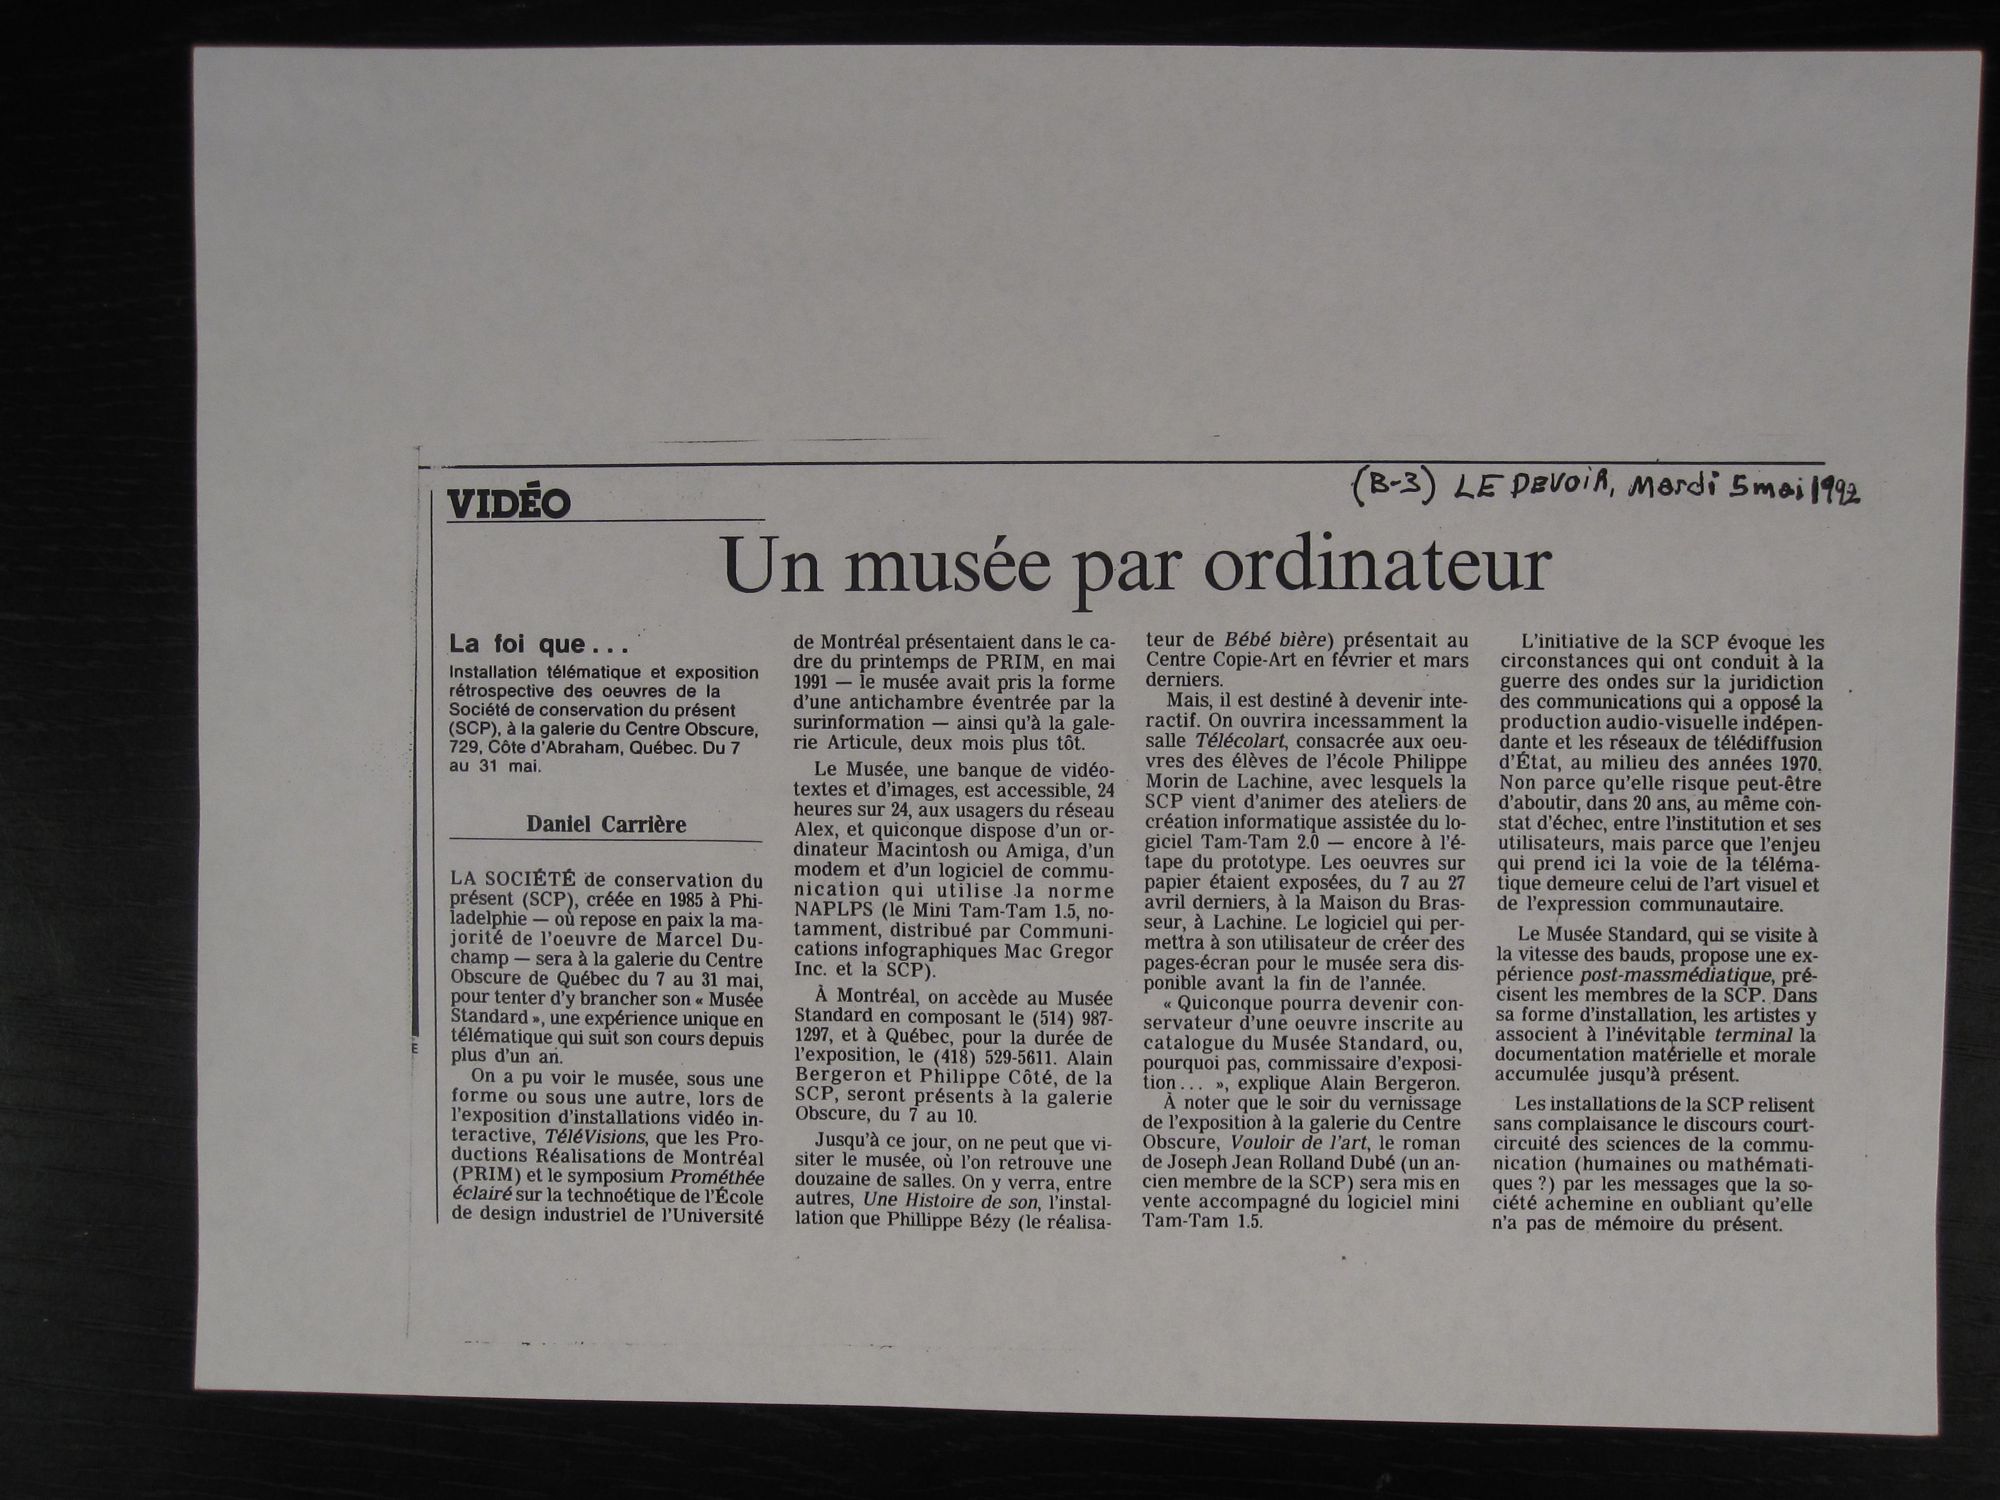 (B-3) LE DEVOIR, Mardi 5 mai 1992
VIDÉO
Un musée par ordinateur
La foi que...
Installation télématique et exposition
rétrospective des oeuvres de la
Société de conservation du présent
(SCP), à la galerie du Centre Obscure,
729, Côte d'Abraham, Québec. Du 7
au 31 mai.
Daniel Carrière
LA SOCIÉTÉ de conservation du
présent (SCP), créée en 1985 à Phi-
ladelphie — où repose en paix la ma-
jorité de l'oeuvre de Marcel Du-
champ — sera à la galerie du Centre
Obscure de Québec du 7 au 31 mai,
pour tenter d'y brancher son « Musée
Standard », une expérience unique en
télématique qui suit son cours depuis
plus d'un an.
On a pu voir le musée, sous une
forme ou sous une autre, lors de
l'exposition d'installations vidéo in-
teractive, TéléVisions, que les Pro-
ductions Réalisations de Montréal
(PRIM) et le symposium Prométhée
éclairé sur la technoétique de l'École
de design industriel de l'Université
de Montréal présentaient dans le ca-
dre du printemps de PRIM, en mai
1991 — le musée avait pris la forme
d'une antichambre éventrée par la
surinformation — ainsi qu'à la gale-
rie Articule, deux mois plus tôt.
Le Musée, une banque de vidéo-
textes et d'images, est accessible, 24
heures sur 24, aux usagers du réseau
Alex, et quiconque dispose d'un or-
dinateur Macintosh ou Amiga, d'un
modem et d'un logiciel de commu-
nication qui utilise la norme
NAPLPS (le Mini Tam-Tam 1.5, no-
tamment, distribué par Communi-
cations infographiques Mac Gregor
Inc. et la SCP).
À Montréal, on accède au Musée
Standard en composant le (514) 987-
1297, et à Québec, pour la durée de
l'exposition, le (418) 529-5611. Alain
Bergeron et Philippe Côté, de la
SCP, seront présents à la galerie
Obscure, du 7 au 10.
Jusqu'à ce jour, on ne peut que vi-
siter le musée, où l'on retrouve une
douzaine de salles. On y verra, entre
autres, Une Histoire de son, l'instal-
lation que Phillippe Bézy (le réalisa-
teur de Bébé bière) présentait au
Centre Copie-Art en février et mars
derniers.
Mais, il est destiné à devenir inte-
ractif. On ouvrira incessamment la
salle Télécolart, consacrée aux oeu-
vres des élèves de l'école Philippe
Morin de Lachine, avec lesquels la
SCP vient d'animer des ateliers de
création informatique assistée du lo-
giciel Tam-Tam 2.0 — encore à l'é-
tape du prototype. Les oeuvres sur
papier étaient exposées, du 7 au 27
avril derniers, à la Maison du Bras-
seur, à Lachine. Le logiciel qui per-
mettra à son utilisateur de créer des
pages-écran pour le musée sera dis-
ponible avant la fin de l'année.
« Quiconque pourra devenir con-
servateur d'une oeuvre inscrite au
catalogue du Musée Standard, ou,
pourquoi pas, commissaire d'exposi-
tion... », explique Alain Bergeron.
À noter que le soir du vernissage
de l'exposition à la galerie du Centre
Obscure, Vouloir de l'art, le roman
de Joseph Jean Rolland Dubé (un an-
cien membre de la SCP) sera mis en
vente accompagné du logiciel mini
Tam-Tam 1.5.
L'initiative de la SCP évoque les
circonstances qui ont conduit à la
guerre des ondes sur la juridiction
des communications qui a opposé la
production audio-visuelle indépen-
dante et les réseaux de télédiffusion
d'État, au milieu des années 1970.
Non parce qu'elle risque peut-être
d'aboutir, dans 20 ans, au même con-
stat d'échec, entre l'institution et ses
utilisateurs, mais parce que l'enjeu
qui prend ici la voie de la téléma-
tique demeure celui de l'art visuel et
de l'expression communautaire.
Le Musée Standard, qui se visite à
la vitesse des bauds, propose une ex-
périence post-massmédiatique, pré-
cisent les membres de la SCP. Dans
sa forme d'installation, les artistes y
associent à l'inévitable terminal la
documentation matérielle et morale
accumulée jusqu'à présent.
Les installations de la SCP relisent
sans complaisance le discours court-
circuité des sciences de la commu-
nication (humaines ou mathémati-
ques ?) par les messages que la so-
ciété achemine en oubliant qu'elle
n'a pas de mémoire du présent.